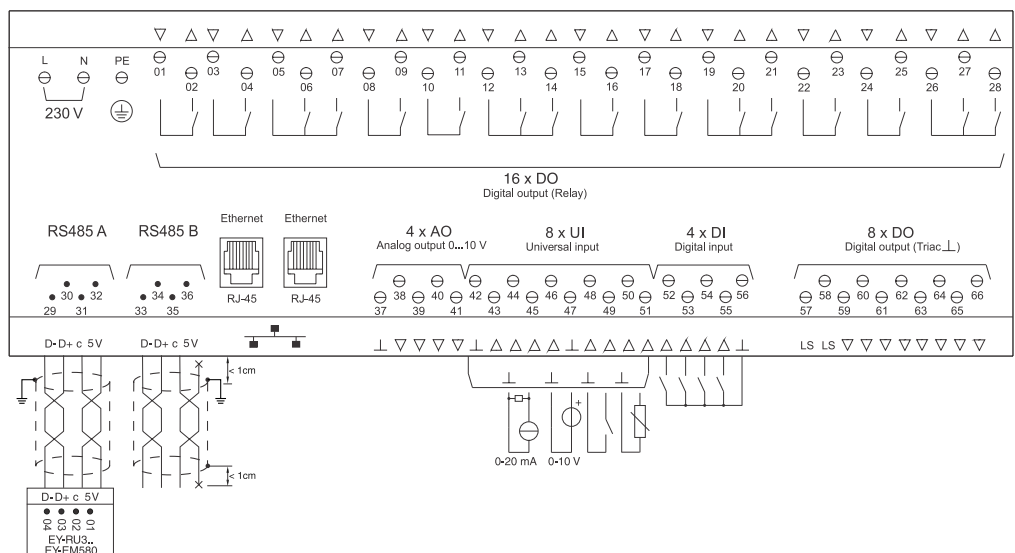 L N PE
230 V
01 02 03 04 05 06 07 08 09 10 11 12 13 14 15 16 17 18 19 20 21 22 23 24 25 26 27 28
16 x DO
Digital output (Relay)
RS485 A
29 30 31 32
RS485 B
33 34 35 36
Ethernet
RJ-45
Ethernet
RJ-45
4 x AO
Analog output 0...10 V
37 38 39 40 41
8 x UI
Universal input
42 43 44 45 46 47 48 49 50 51
4 x DI
Digital input
52 53 54 55 56
8 x DO
Digital output (Triac ⊥)
57 58 59 60 61 62 63 64 65 66
D- D+ c 5V
D- D+ c 5V
LS LS
< 1cm
< 1cm
0-20 mA
+
0-10 V
D- D+ c 5V
04 03 02 01
EY-RU3..
EY-EM580